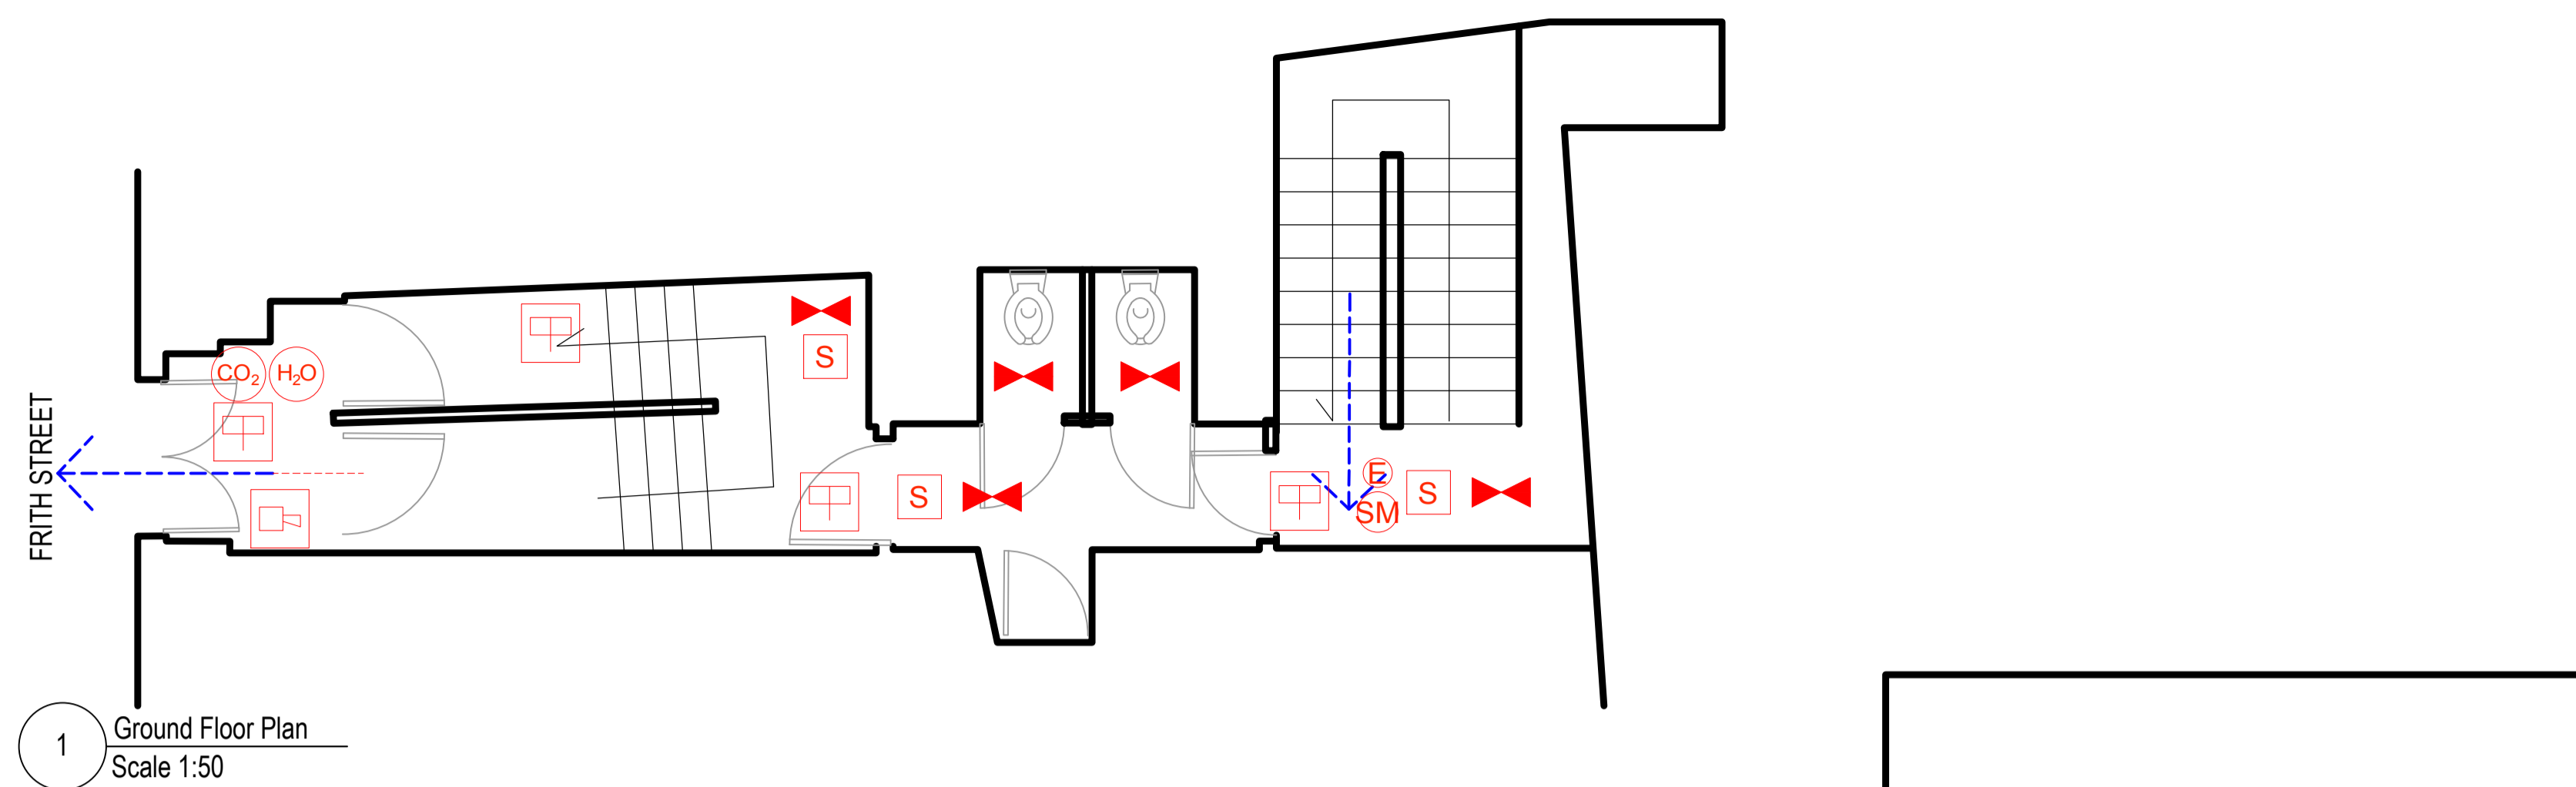 CO2
H2O
S
S
S
E
SM
FRITH STREET
1
Ground Floor Plan
Scale 1:50